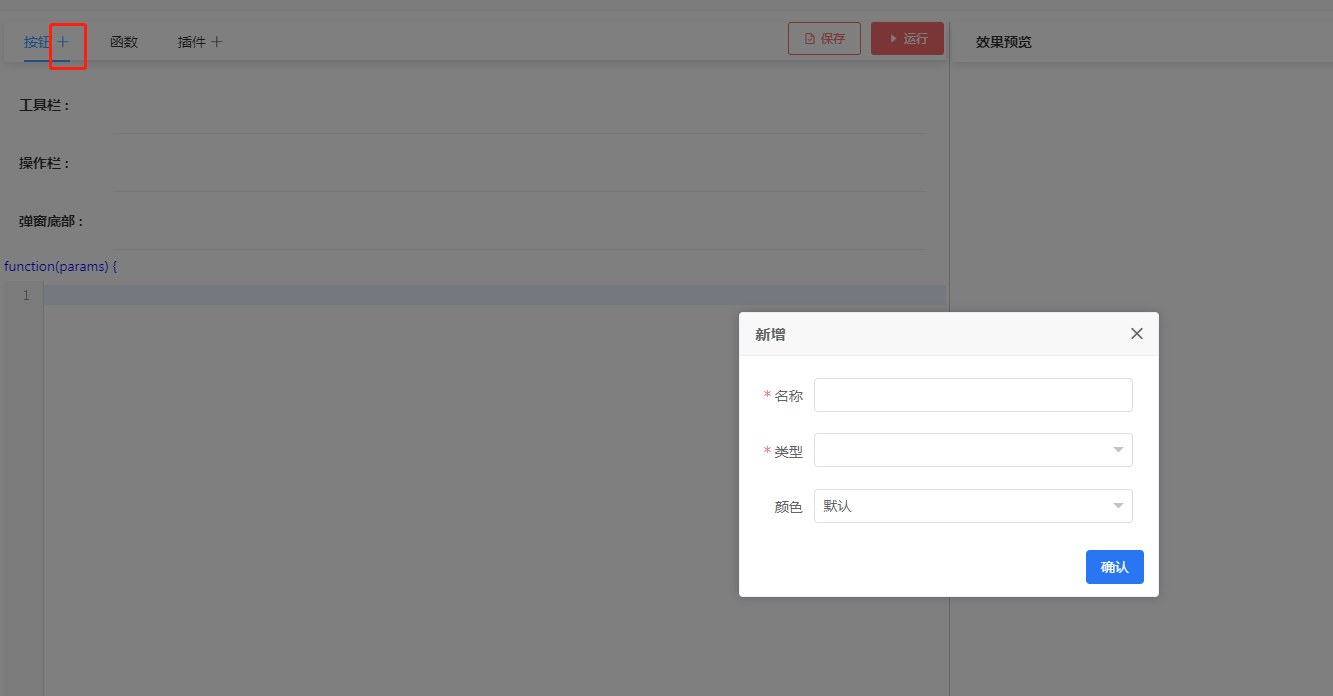 按钮 函数 插件 保存 运行 效果预览
工具栏 :
操作栏 :
弹窗底部 :
function(params) {
1
新增
* 名称
* 类型
颜色 默认
确认